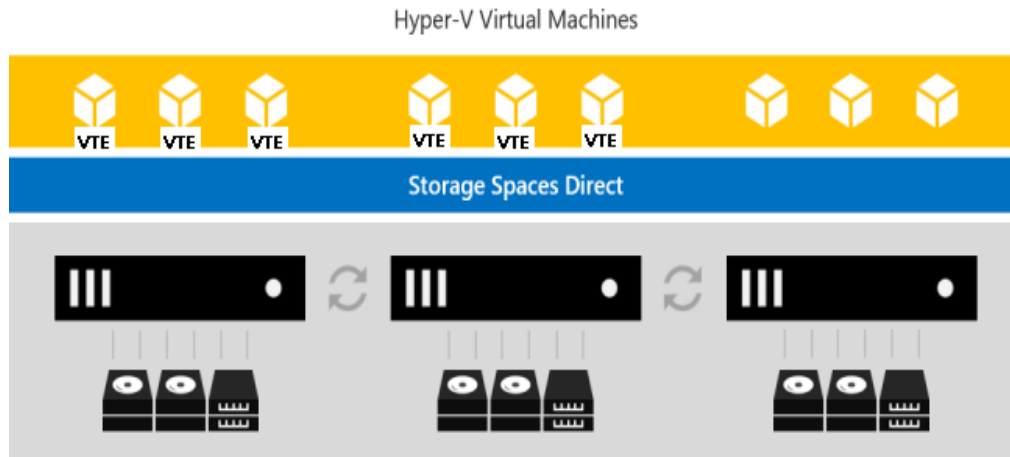 Hyper-V Virtual Machines
VTE VTE VTE VTE VTE VTE
Storage Spaces Direct